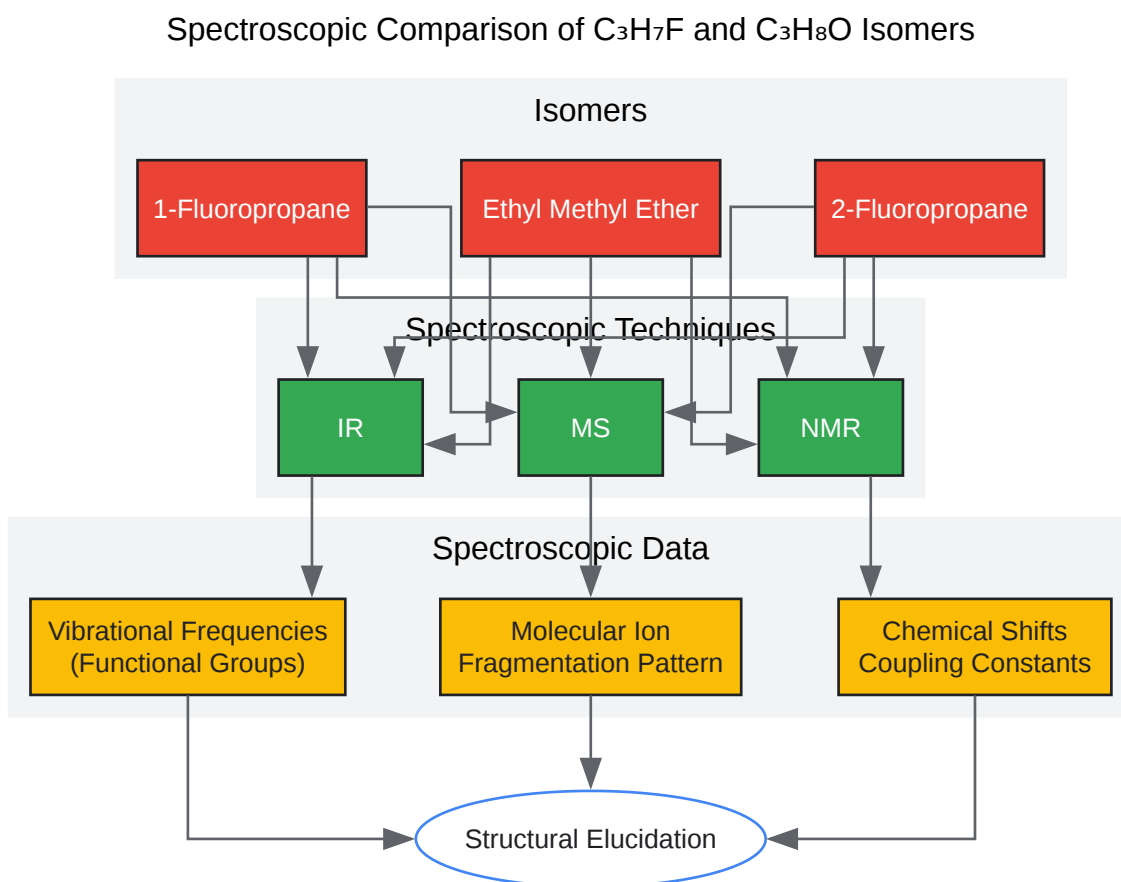 Spectroscopic Comparison of C₃H₇F and C₃H₈O Isomers
Isomers
1-Fluoropropane
Ethyl Methyl Ether
2-Fluoropropane
Spectroscopic Techniques
IR
MS
NMR
Spectroscopic Data
Vibrational Frequencies
(Functional Groups)
Molecular Ion
Fragmentation Pattern
Chemical Shifts
Coupling Constants
Structural Elucidation